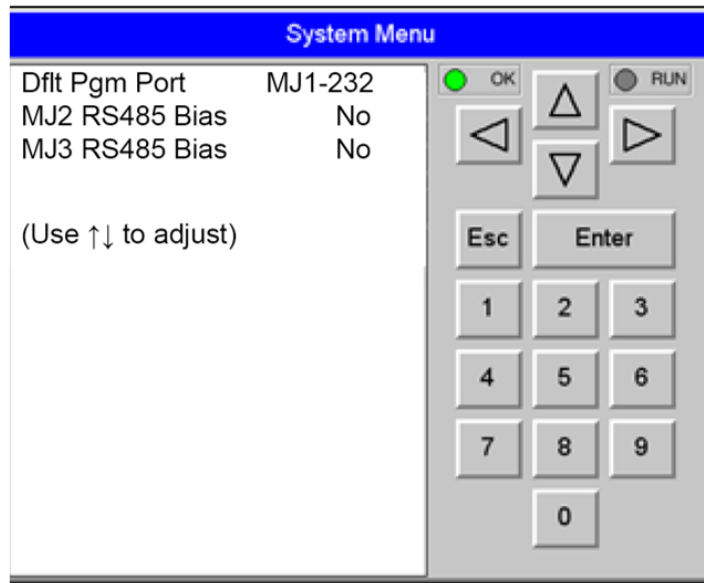 System Menu
Dflt Pgm Port MJ1-232
MJ2 RS485 Bias No
MJ3 RS485 Bias No
(Use ↑↓ to adjust)
OK
RUN
Esc
Enter
1 2 3
4 5 6
7 8 9
0